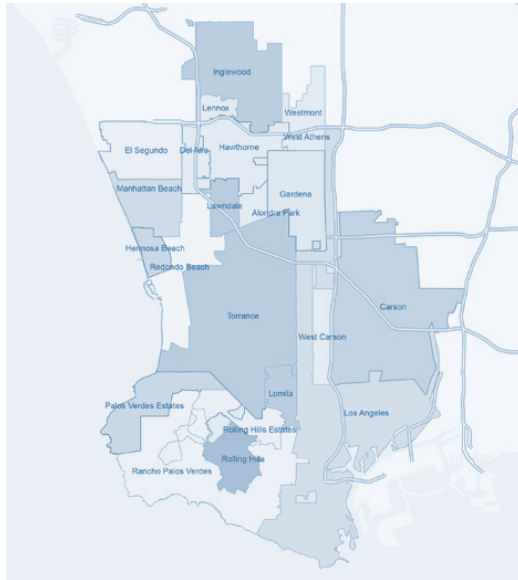 Inglewood
Lennox
Westmont
West Athens
El Segundo
Del Aire
Hawthorne
Manhattan Beach
Lawndale
Gardena
Alondra Park
Hermosa Beach
Redondo Beach
Carson
Torrance
West Carson
Lomita
Palos Verdes Estates
Los Angeles
Rolling Hills Estates
Rolling Hills
Rancho Palos Verdes